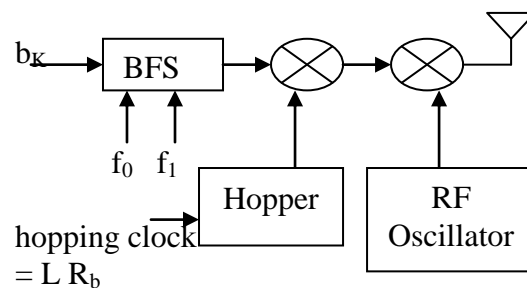 b_K
BFS
f_0 f_1
Hopper
RF
Oscillator
hopping clock
= L R_b